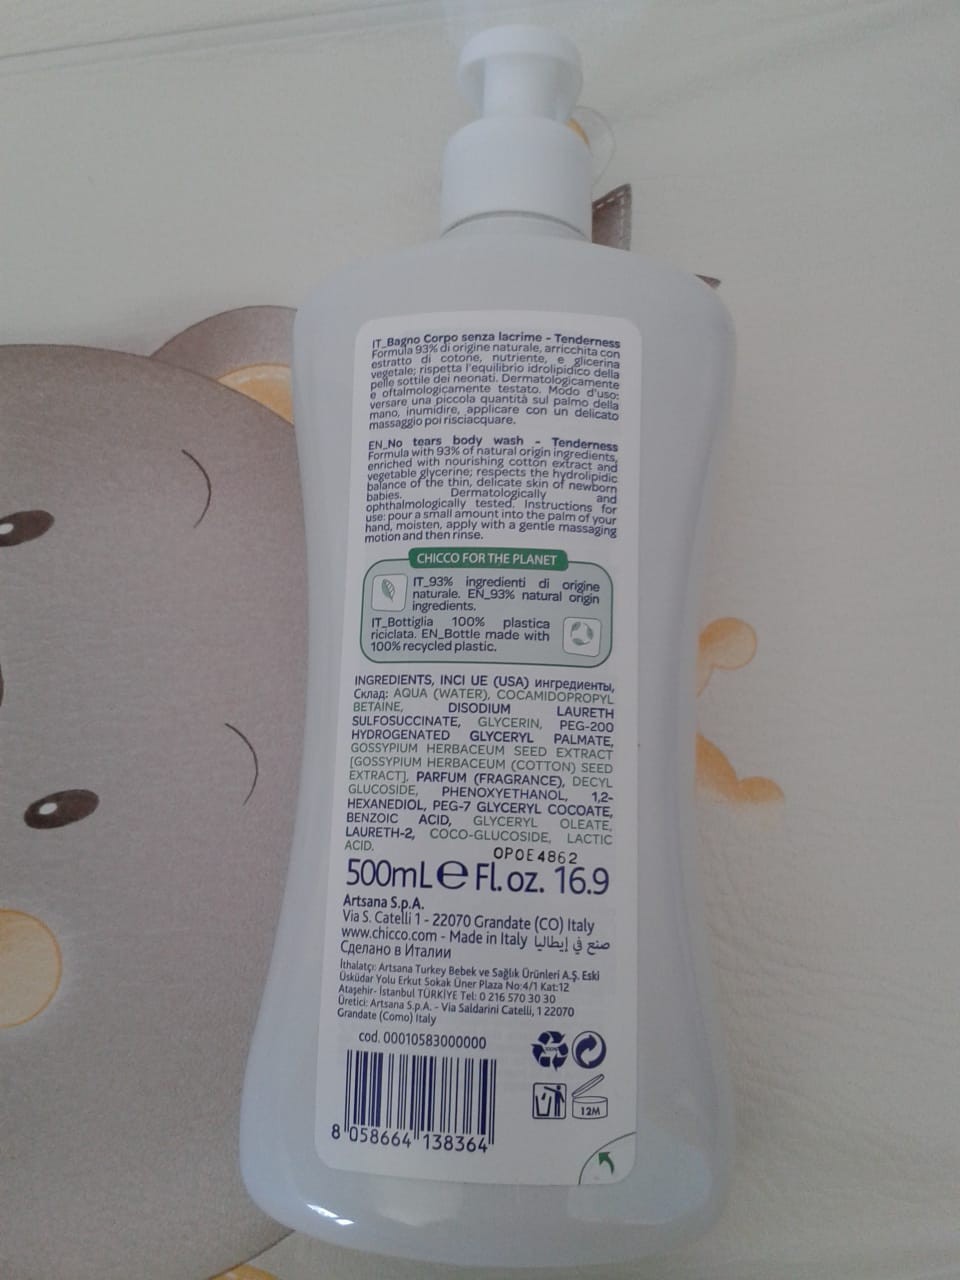 IT_Bagno Corpo senza lacrime - Tenderness
Formula 93% di origine naturale, arricchita con
estratto di cotone, nutriente, e glicerina
vegetale; rispetta l'equilibrio idrolipidico della
pelle sottile dei neonati. Dermatologicamente
e oftalmologicamente testato. Modo d'uso:
versare una piccola quantità sul palmo della
mano, inumidire, applicare con un delicato
massaggio poi risciacquare.
EN_No tears body wash - Tenderness
Formula with 93% of natural origin ingredients,
enriched with nourishing cotton extract and
vegetable glycerine; respects the hydrolipidic
balance of the thin, delicate skin of newborn
babies. Dermatologically and
ophthalmologically tested. Instructions for
use: pour a small amount into the palm of your
hand, moisten, apply with a gentle massaging
motion and then rinse.
CHICCO FOR THE PLANET
IT_93% ingredienti di origine
naturale. EN_93% natural origin
ingredients.
IT_Bottiglia 100% plastica
riciclata. EN_Bottle made with
100% recycled plastic.
INGREDIENTS, INCI UE (USA) ингредиенты,
Склад: AQUA (WATER), COCAMIDOPROPYL
BETAINE, DISODIUM LAURETH
SULFOSUCCINATE, GLYCERIN, PEG-200
HYDROGENATED GLYCERYL PALMATE,
GOSSYPIUM HERBACEUM SEED EXTRACT
[GOSSYPIUM HERBACEUM (COTTON) SEED
EXTRACT], PARFUM (FRAGRANCE), DECYL
GLUCOSIDE, PHENOXYETHANOL, 1,2-
HEXANEDIOL, PEG-7 GLYCERYL COCOATE,
BENZOIC ACID, GLYCERYL OLEATE,
LAURETH-2, COCO-GLUCOSIDE, LACTIC
ACID.
OPOE4862
500mL e Fl. oz. 16.9
Artsana S.p.A.
Via S. Catelli 1 - 22070 Grandate (CO) Italy
www.chicco.com - Made in Italy صنع في إيطاليا
Сделано в Италии
İthalatçı: Artsana Turkey Bebek ve Sağlık Ürünleri A.Ş. Eski
Üsküdar Yolu Erkut Sokak Üner Plaza No:4/1 Kat:12
Ataşehir- İstanbul TÜRKİYE Tel: 0 216 570 30 30
Üretici: Artsana S.p.A. - Via Saldarini Catelli, 1 22070
Grandate (Como) Italy
cod. 00010583000000
100%
12M
8 058664 138364